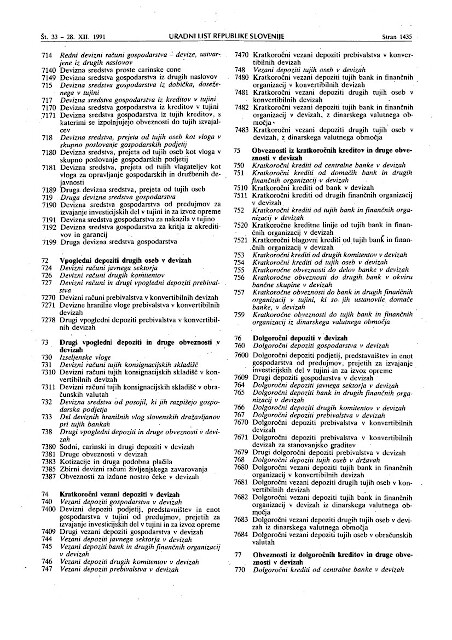 Št. 33 – 28. XII. 1991
URADNI LIST REPUBLIKE SLOVENIJE
Stran 1435
714 Redni devizni računi gospodarstva – devize, ustvarjene iz drugih naslovov
7140 Devizna sredstva proste carinske cone
7149 Devizna sredstva gospodarstva iz drugih naslovov
715 Devizna sredstva gospodarstva iz dobička, doseženega v tujini
717 Devizna sredstva gospodarstva iz kreditov v tujini
7170 Devizna sredstva gospodarstva iz kreditov v tujini
7171 Devizna sredstva gospodarstva iz tujih kreditov, s
katerimi se izpolnjujejo obveznosti do tujih izvajalcev
718 Devizna sredstva, prejeta od tujih oseb kot vloga v
skupno poslovanje gospodarskih podjetij
7180 Devizna sredstva, prejeta od tujih oseb kot vloga v
skupno poslovanje gospodarskih podjetij
7181 Devizna sredstva, prejeta od tujih vlagateljev kot
vloga za opravljanje gospodarskih in družbenih dejavnosti
7189 Druga devizna sredstva, prejeta od tujih oseb
719 Druga devizna sredstva gospodarstva
7190 Devizna sredstva gospodarstva od predujmov za
izvajanje investicijskih del v tujini in za izvoz opreme
7191 Devizna sredstva gospodarstva za nakazila v tujino
7192 Devizna sredstva gospodarstva za kritja iz akreditivov in garancij
7199 Druga devizna sredstva gospodarstva
72 Vpogledni depoziti drugih oseb v devizah
724 Devizni računi javnega sektorja
726 Devizni računi drugih komitentov
727 Devizni računi in drugi vpogledni depoziti prebivalstva
7270 Devizni računi prebivalstva v konvertibilnih devizah
7271 Devizne hranilne vloge prebivalstva v konvertibilnih
devizah
7278 Drugi vpogledni depoziti prebivalstva v konvertibilnih devizah
73 Drugi vpogledni depoziti in druge obveznosti v
devizah
730 Izseljenske vloge
731 Devizni računi tujih konsignacijskih skladišč
7310 Devizni računi tujih konsignacijskih skladišč v konvertibilnih devizah
7311 Devizni računi tujih konsignacijskih skladišč v obračunskih valutah
732 Devizna sredstva od posojil, ki jih razpišejo gospodarska podjetja
733 Del deviznih hranilnih vlog slovenskih državljanov
pri tujih bankah
738 Drugi vpogledni depoziti in druge obveznosti v devizah
7380 Sodni, carinski in drugi depoziti v devizah
7381 Druge obveznosti v devizah
7383 Kotizacije in druga podobna plačila
7385 Zbirni devizni računi življenjskega zavarovanja
7387 Obveznosti za izdane nostro čeke v devizah
74 Kratkoročni vezani depoziti v devizah
740 Vezani depoziti gospodarstva v devizah
7400 Devizni depoziti podjetij, predstavništev in enot
gospodarstva v tujini od predujmov, prejetih za
izvajanje investicijskih del v tujini in za izvoz opreme
7409 Drugi vezani depoziti gospodarstva v devizah
744 Vezani depoziti javnega sektorja v devizah
745 Vezani depoziti bank in drugih finančnih organizacij
v devizah
746 Vezani depoziti drugih komitentov v devizah
747 Vezani depoziti prebivalstva v devizah
7470 Kratkoročni vezani depoziti prebivalstva v konvertibilnih devizah
748 Vezani depoziti tujih oseb v devizah
7480 Kratkoročni vezani depoziti tujih bank in finančnih
organizacij v konvertibilnih devizah
7481 Kratkoročni vezani depoziti drugih tujih oseb v
konvertibilnih devizah
7482 Kratkoročni vezani depoziti tujih bank in finančnih
organizacij v devizah, z dinarskega valutnega območja
7483 Kratkoročni vezani depoziti drugih tujih oseb v
devizah, z dinarskega valutnega območja
75 Obveznosti iz kratkoročnih kreditov in druge obveznosti v devizah
750 Kratkoročni krediti od centralne banke v devizah
751 Kratkoročni krediti od domačih bank in drugih
finančnih organizacij v devizah
7510 Kratkoročni krediti od bank v devizah
7511 Kratkoročni krediti od drugih finančnih organizacij
v devizah
752 Kratkoročni krediti od tujih bank in finančnih organizacij v devizah
7520 Kratkoročne kreditne linije od tujih bank in finančnih organizacij v devizah
7521 Kratkoročni blagovni krediti od tujih bank in finančnih organizacij v devizah
753 Kratkoročni krediti od drugih komitentov v devizah
754 Kratkoročni krediti od tujih oseb v devizah
755 Kratkoročne obveznosti do delov banke v devizah
756 Kratkoročne obveznosti do drugih bank v okviru
bančne skupine v devizah
757 Kratkoročne obveznosti do bank in drugih finančnih
organizacij v tujini, ki so jih ustanovile domače
banke, v devizah
759 Kratkoročne obveznosti do tujih bank in finančnih
organizacij iz dinarskega valutnega območja
76 Dolgoročni depoziti v devizah
760 Dolgoročni depoziti gospodarstva v devizah
7600 Dolgoročni depoziti podjetij, predstavništev in enot
gospodarstva od predujmov, prejetih za izvajanje
investicijskih del v tujini in za izvoz opreme
7609 Drugi depoziti gospodarstva v devizah
764 Dolgoročni depoziti javnega sektorja v devizah
765 Dolgoročni depoziti bank in drugih finančnih organizacij v devizah
766 Dolgoročni depoziti drugih komitentov v devizah
767 Dolgoročni depoziti prebivalstva v devizah
7670 Dolgoročni depoziti prebivalstva v konvertibilnih
devizah
7671 Dolgoročni depoziti prebivalstva v konvertibilnih
devizah za stanovanjsko graditev
7679 Drugi dolgoročni depoziti prebivalstva v devizah
768 Dolgoročni depoziti tujih oseb v devizah
7680 Dolgoročni vezani depoziti tujih bank in finančnih
organizacij v konvertibilnih devizah
7681 Dolgoročni vezani depoziti drugih tujih oseb v konvertibilnih devizah
7682 Dolgoročni vezani depoziti tujih bank in finančnih
organizacij v devizah iz dinarskega valutnega območja
7683 Dolgoročni vezani depoziti drugih tujih oseb v devizah iz dinarskega valutnega območja
7684 Dolgoročni vezani depoziti tujih oseb v obračunskih
valutah
77 Obveznosti iz dolgoročnih kreditov in druge obveznosti v devizah
770 Dolgoročni krediti od centralne banke v devizah